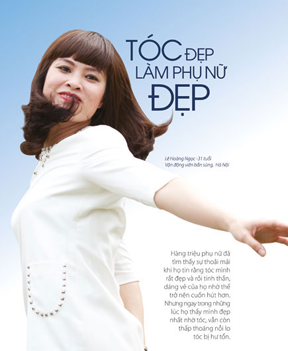 TÓC ĐẸP
LÀM PHỤ NỮ
ĐẸP
Lê Hoàng Ngọc - 31 tuổi
Vận động viên bắn súng, Hà Nội
Hàng triệu phụ nữ đã
tìm thấy sự thoải mái
khi họ tin rằng tóc mình
rất đẹp và rồi tinh thần,
dáng vẻ của họ nhờ thế
trở nên cuốn hút hơn.
Nhưng ngay trong những
lúc họ thấy mình đẹp
nhất nhờ tóc, vẫn còn
thấp thoáng nỗi lo
tóc bị hư tổn.